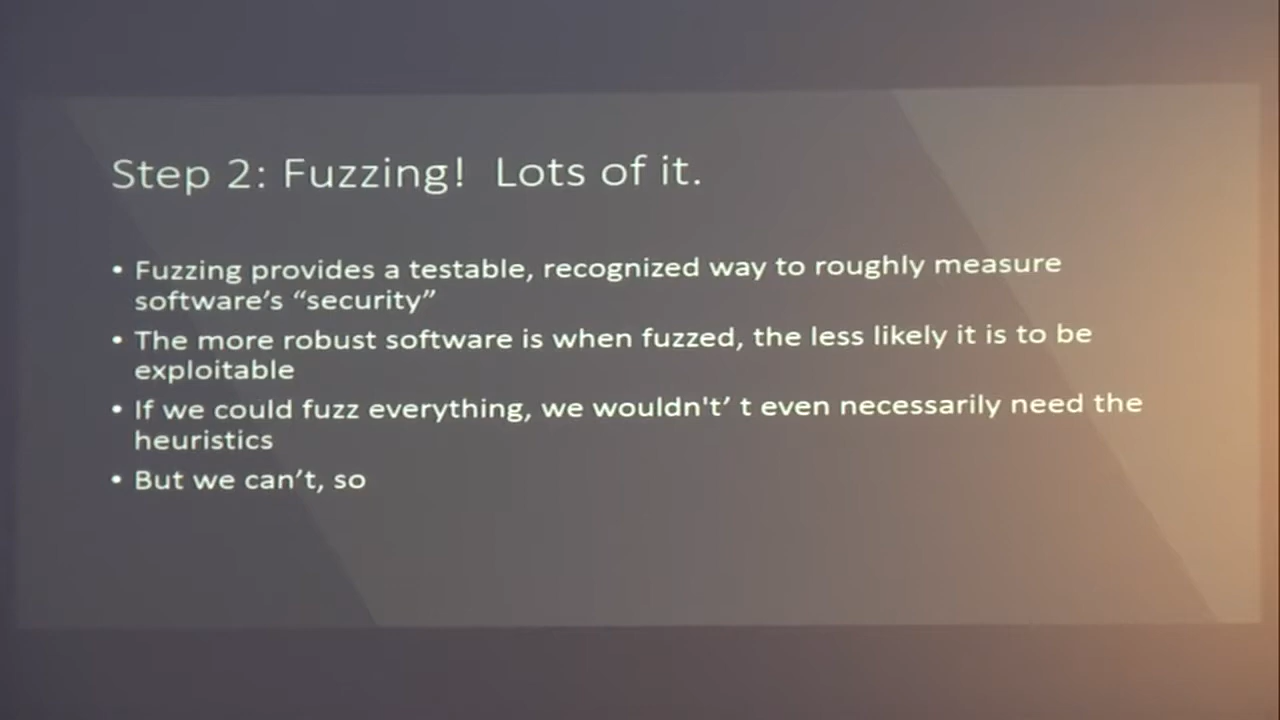 Step 2: Fuzzing! Lots of it.
• Fuzzing provides a testable, recognized way to roughly measure
software’s “security”
• The more robust software is when fuzzed, the less likely it is to be
exploitable
• If we could fuzz everything, we wouldn't’ t even necessarily need the
heuristics
• But we can’t, so